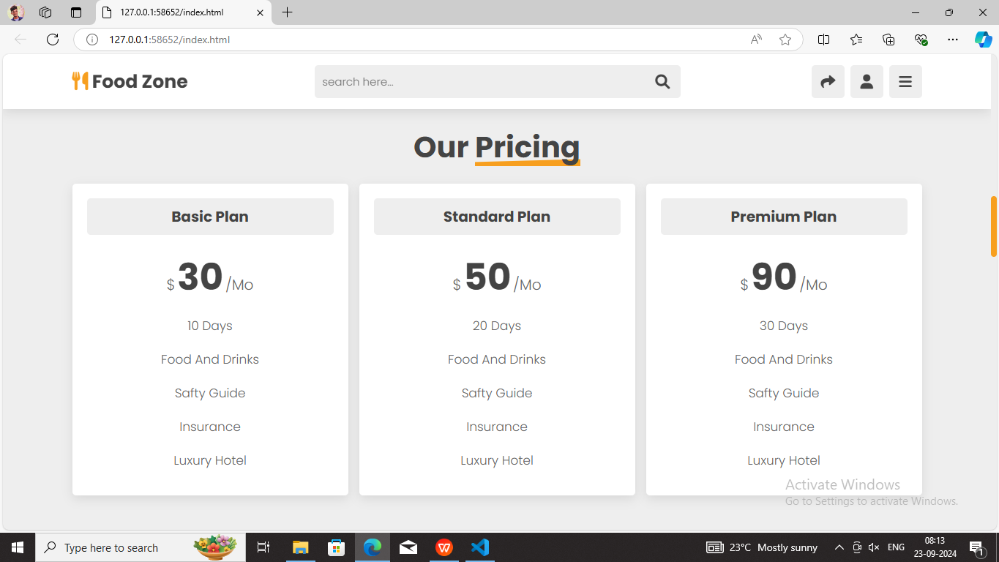 127.0.0.1:58652/index.html
127.0.0.1:58652/index.html
Food Zone
search here...
Our Pricing
Basic Plan
Standard Plan
Premium Plan
$ 30 /Mo
$ 50 /Mo
$ 90 /Mo
10 Days
20 Days
30 Days
Food And Drinks
Food And Drinks
Food And Drinks
Safty Guide
Safty Guide
Safty Guide
Insurance
Insurance
Insurance
Luxury Hotel
Luxury Hotel
Luxury Hotel
Activate Windows
Go to Settings to activate Windows.
Type here to search
23°C Mostly sunny
ENG
08:13
23-09-2024
1